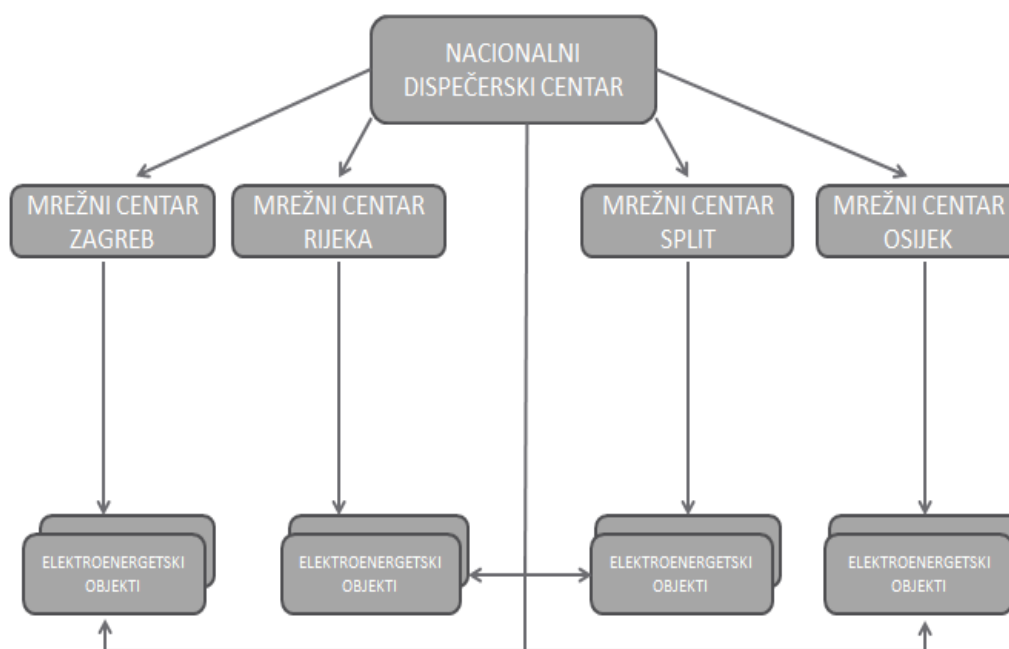 NACIONALNI
DISPEČERSKI CENTAR
MREŽNI CENTAR
ZAGREB
MREŽNI CENTAR
RIJEKA
MREŽNI CENTAR
SPLIT
MREŽNI CENTAR
OSIJEK
ELEKTROENERGETSKI
OBJEKTI
ELEKTROENERGETSKI
OBJEKTI
ELEKTROENERGETSKI
OBJEKTI
ELEKTROENERGETSKI
OBJEKTI